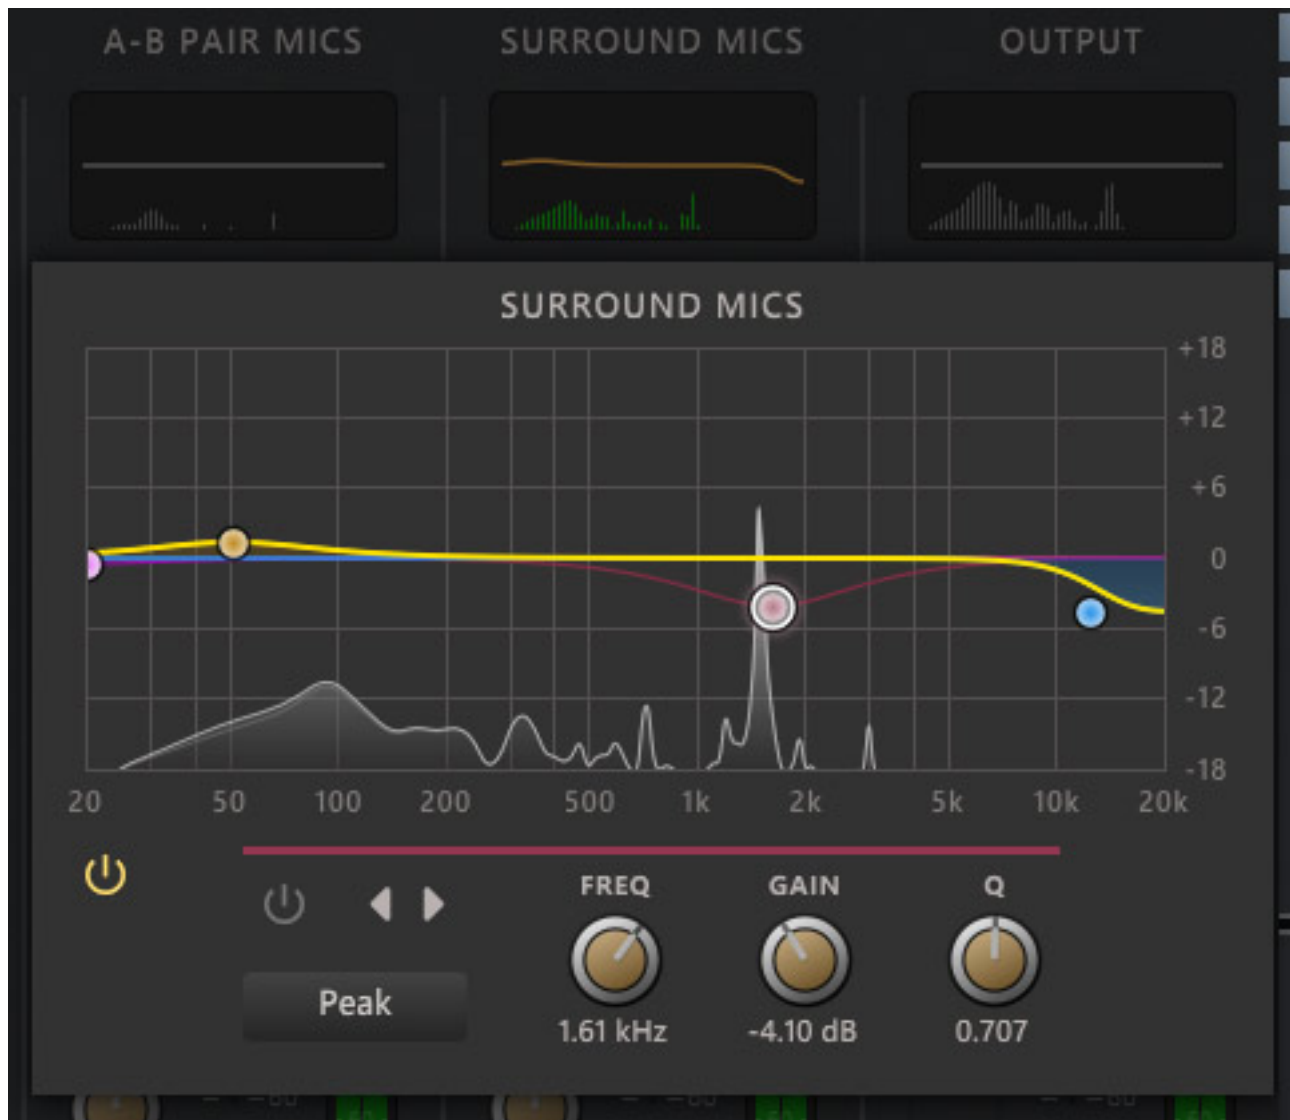 A-B PAIR MICS SURROUND MICS OUTPUT
SURROUND MICS
+18
+12
+6
0
-6
-12
-18
20 50 100 200 500 1k 2k 5k 10k 20k
FREQ GAIN Q
Peak
1.61 kHz -4.10 dB 0.707